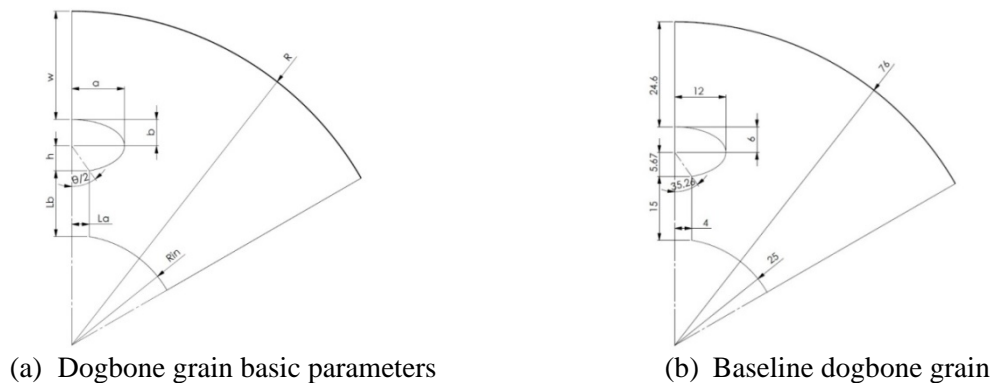 R
w
a
b
h
θ/2
Lb
La
Rin
76
24.6
12
6
5.67
35.26
15
4
25
(a) Dogbone grain basic parameters
(b) Baseline dogbone grain